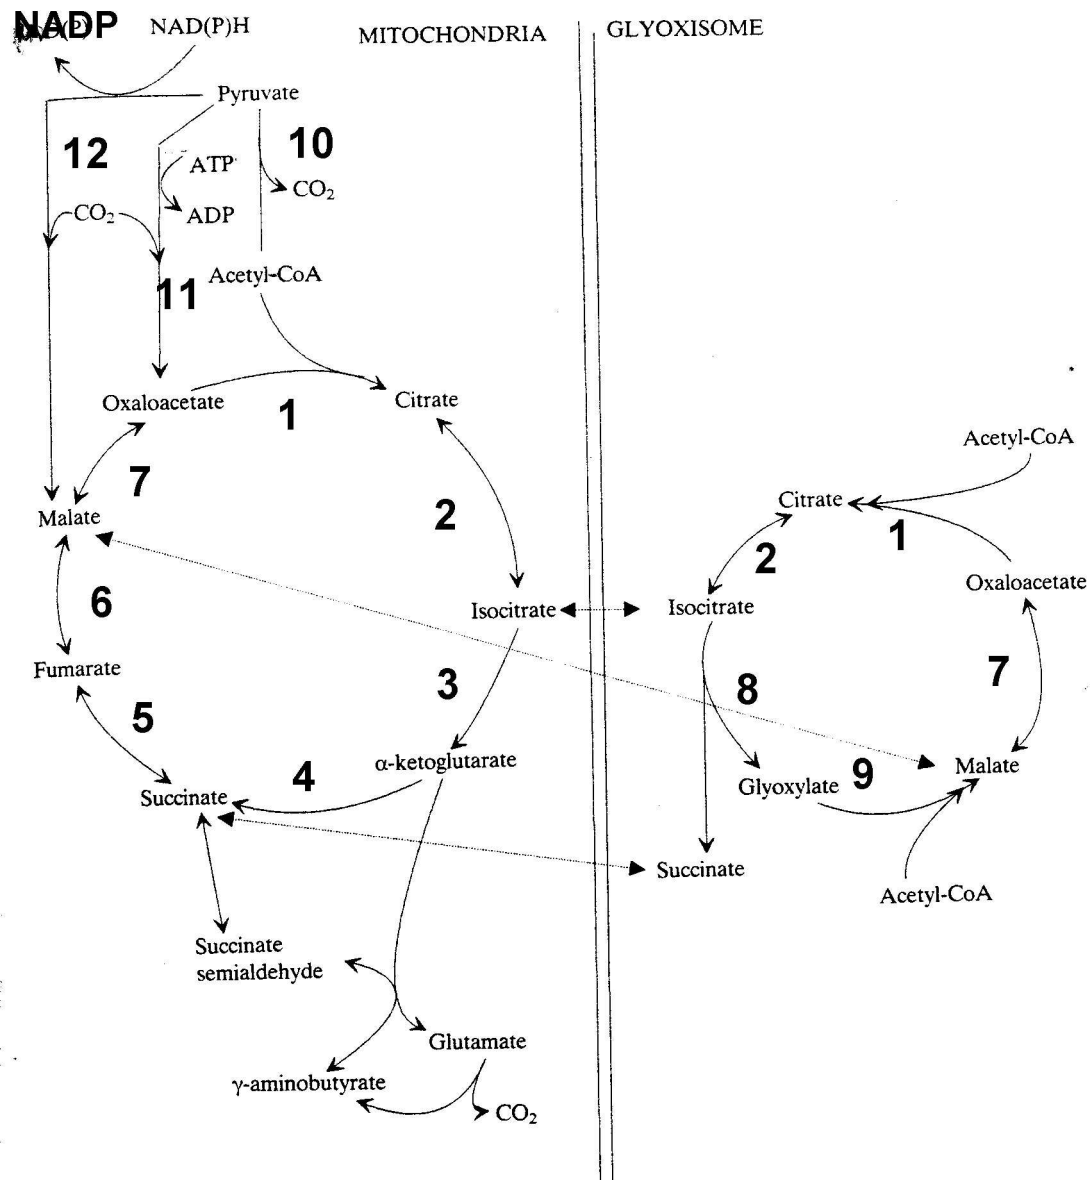 NADP NAD(P)H MITOCHONDRIA GLYOXISOME
Pyruvate
12 10
ATP
CO₂
CO₂ ADP
11 Acetyl-CoA
Oxaloacetate 1 Citrate
Acetyl-CoA
7
Citrate
Malate 2 1
2
Oxaloacetate
6 Isocitrate Isocitrate
Fumarate 3 8 7
5
α-ketoglutarate
4 9 Malate
Succinate Glyoxylate
Succinate
Acetyl-CoA
Succinate
semialdehyde
Glutamate
γ-aminobutyrate
CO₂